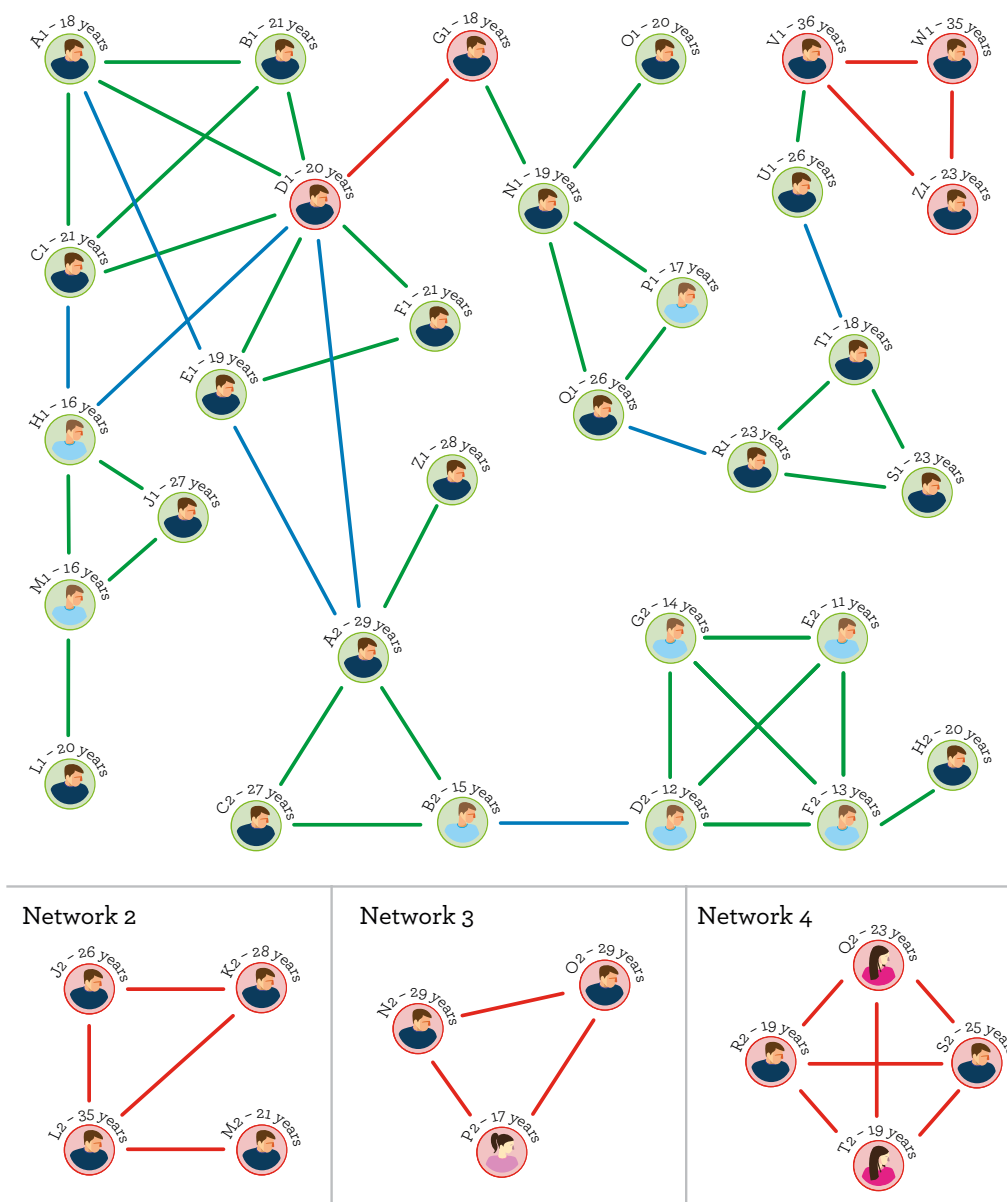 A1 - 18 years
B1 - 21 years
G1 - 18 years
O1 - 20 years
V1 - 36 years
W1 - 35 years
D1 - 20 years
N1 - 19 years
U1 - 26 years
Z1 - 23 years
C1 - 21 years
F1 - 21 years
P1 - 17 years
T1 - 18 years
E1 - 19 years
Q1 - 26 years
H1 - 16 years
J1 - 27 years
Z1 - 28 years
R1 - 23 years
S1 - 23 years
M1 - 16 years
A2 - 29 years
G2 - 14 years
E2 - 11 years
L1 - 20 years
C2 - 27 years
B2 - 15 years
D2 - 12 years
F2 - 13 years
H2 - 20 years
Network 2
J2 - 26 years
K2 - 28 years
L2 - 35 years
M2 - 21 years
Network 3
N2 - 29 years
O2 - 29 years
P2 - 17 years
Network 4
Q2 - 23 years
R2 - 19 years
S2 - 25 years
T2 - 19 years